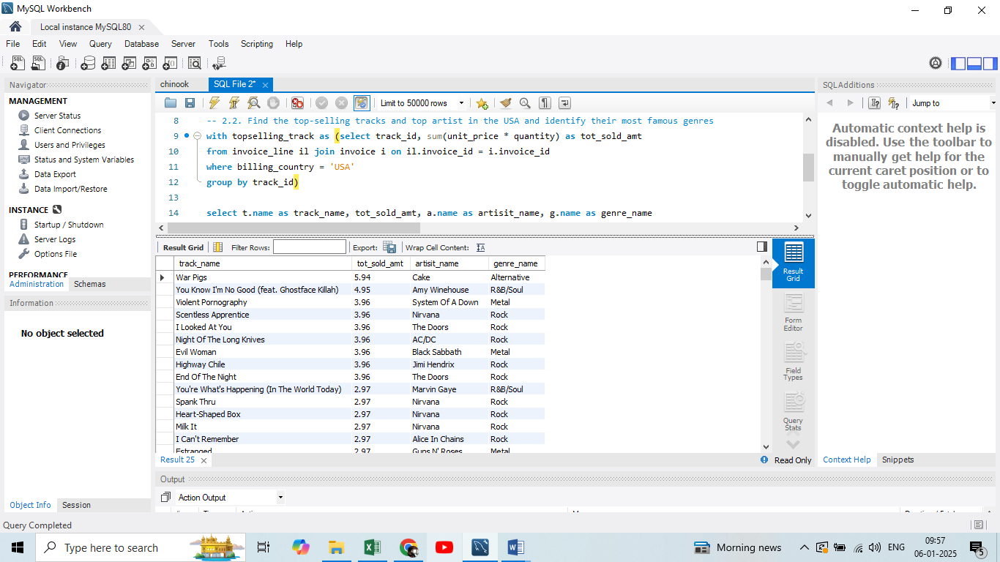 MySQL Workbench
Local instance MySQL80
File Edit View Query Database Server Tools Scripting Help
Navigator
MANAGEMENT
Server Status
Client Connections
Users and Privileges
Status and System Variables
Data Export
Data Import/Restore
INSTANCE
Startup / Shutdown
Server Logs
Options File
PERFORMANCE
Administration Schemas
Information
No object selected
Object Info Session
Query Completed
chinook SQL File 2*
Limit to 50000 rows
8 -- 2.2. Find the top-selling tracks and top artist in the USA and identify their most famous genres
9 with topselling_track as (select track_id, sum(unit_price * quantity) as tot_sold_amt
10 from invoice_line il join invoice i on il.invoice_id = i.invoice_id
11 where billing_country = 'USA'
12 group by track_id)
13
14 select t.name as track_name, tot_sold_amt, a.name as artisit_name, g.name as genre_name
Result Grid Filter Rows: Export: Wrap Cell Content:
track_name tot_sold_amt artisit_name genre_name
War Pigs 5.94 Cake Alternative
You Know I'm No Good (feat. Ghostface Killah) 4.95 Amy Winehouse R&B/Soul
Violent Pornography 3.96 System Of A Down Metal
Scentless Apprentice 3.96 Nirvana Rock
I Looked At You 3.96 The Doors Rock
Night Of The Long Knives 3.96 AC/DC Rock
Evil Woman 3.96 Black Sabbath Metal
Highway Chile 3.96 Jimi Hendrix Rock
End Of The Night 3.96 The Doors Rock
You're What's Happening (In The World Today) 2.97 Marvin Gaye R&B/Soul
Spank Thru 2.97 Nirvana Rock
Heart-Shaped Box 2.97 Nirvana Rock
Milk It 2.97 Nirvana Rock
I Can't Remember 2.97 Alice In Chains Rock
Estranged 2.97 Guns N' Roses Metal
Result 25
Result
Grid
Form
Editor
Field
Types
Query
Stats
Read Only
Output
Action Output
SQLAdditions
Jump to
Automatic context help is
disabled. Use the toolbar to
manually get help for the
current caret position or to
toggle automatic help.
Context Help Snippets
Type here to search
Morning news
ENG
09:57
06-01-2025
5